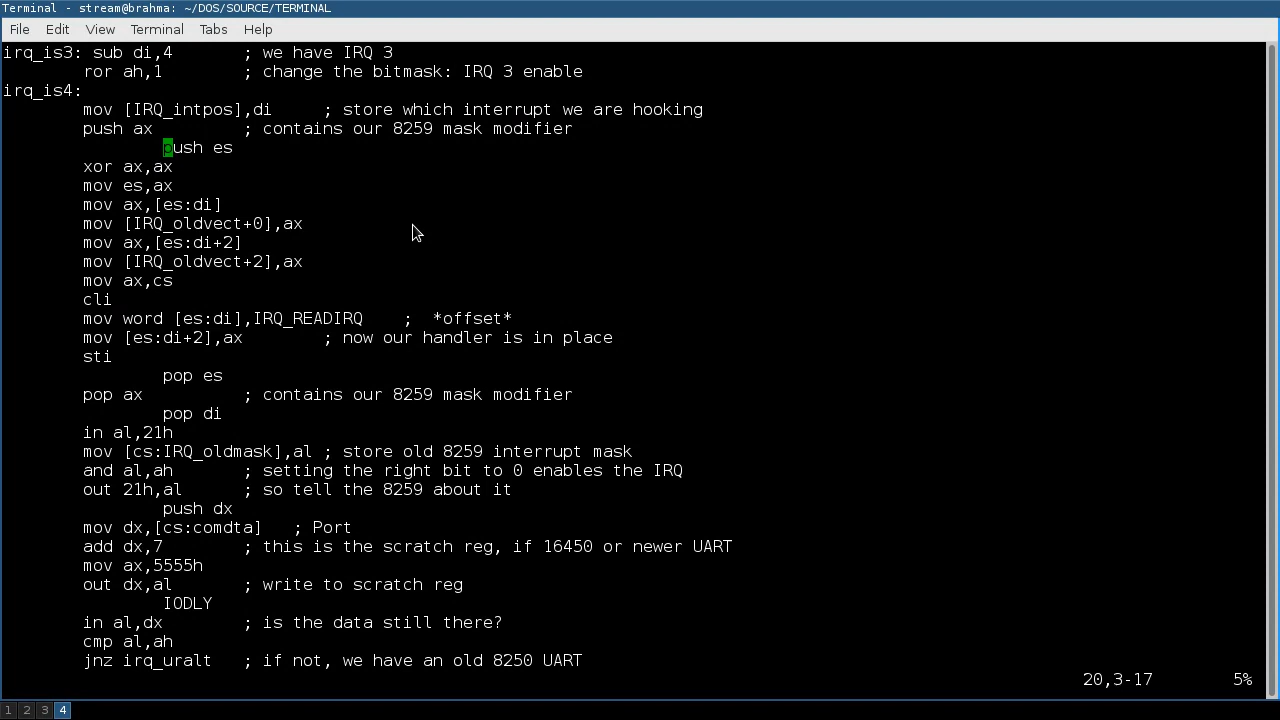 Terminal - stream@brahma: ~/DOS/SOURCE/TERMINAL
File Edit View Terminal Tabs Help
irq_is3: sub di,4 ; we have IRQ 3
ror ah,1 ; change the bitmask: IRQ 3 enable
irq_is4:
mov [IRQ_intpos],di ; store which interrupt we are hooking
push ax ; contains our 8259 mask modifier
push es
xor ax,ax
mov es,ax
mov ax,[es:di]
mov [IRQ_oldvect+0],ax
mov ax,[es:di+2]
mov [IRQ_oldvect+2],ax
mov ax,cs
cli
mov word [es:di],IRQ_READIRQ ; *offset*
mov [es:di+2],ax ; now our handler is in place
sti
pop es
pop ax ; contains our 8259 mask modifier
pop di
in al,21h
mov [cs:IRQ_oldmask],al ; store old 8259 interrupt mask
and al,ah ; setting the right bit to 0 enables the IRQ
out 21h,al ; so tell the 8259 about it
push dx
mov dx,[cs:comdta] ; Port
add dx,7 ; this is the scratch reg, if 16450 or newer UART
mov ax,5555h
out dx,al ; write to scratch reg
IODLY
in al,dx ; is the data still there?
cmp al,ah
jnz irq_uralt ; if not, we have an old 8250 UART
20,3-17 5%
1 2 3 4